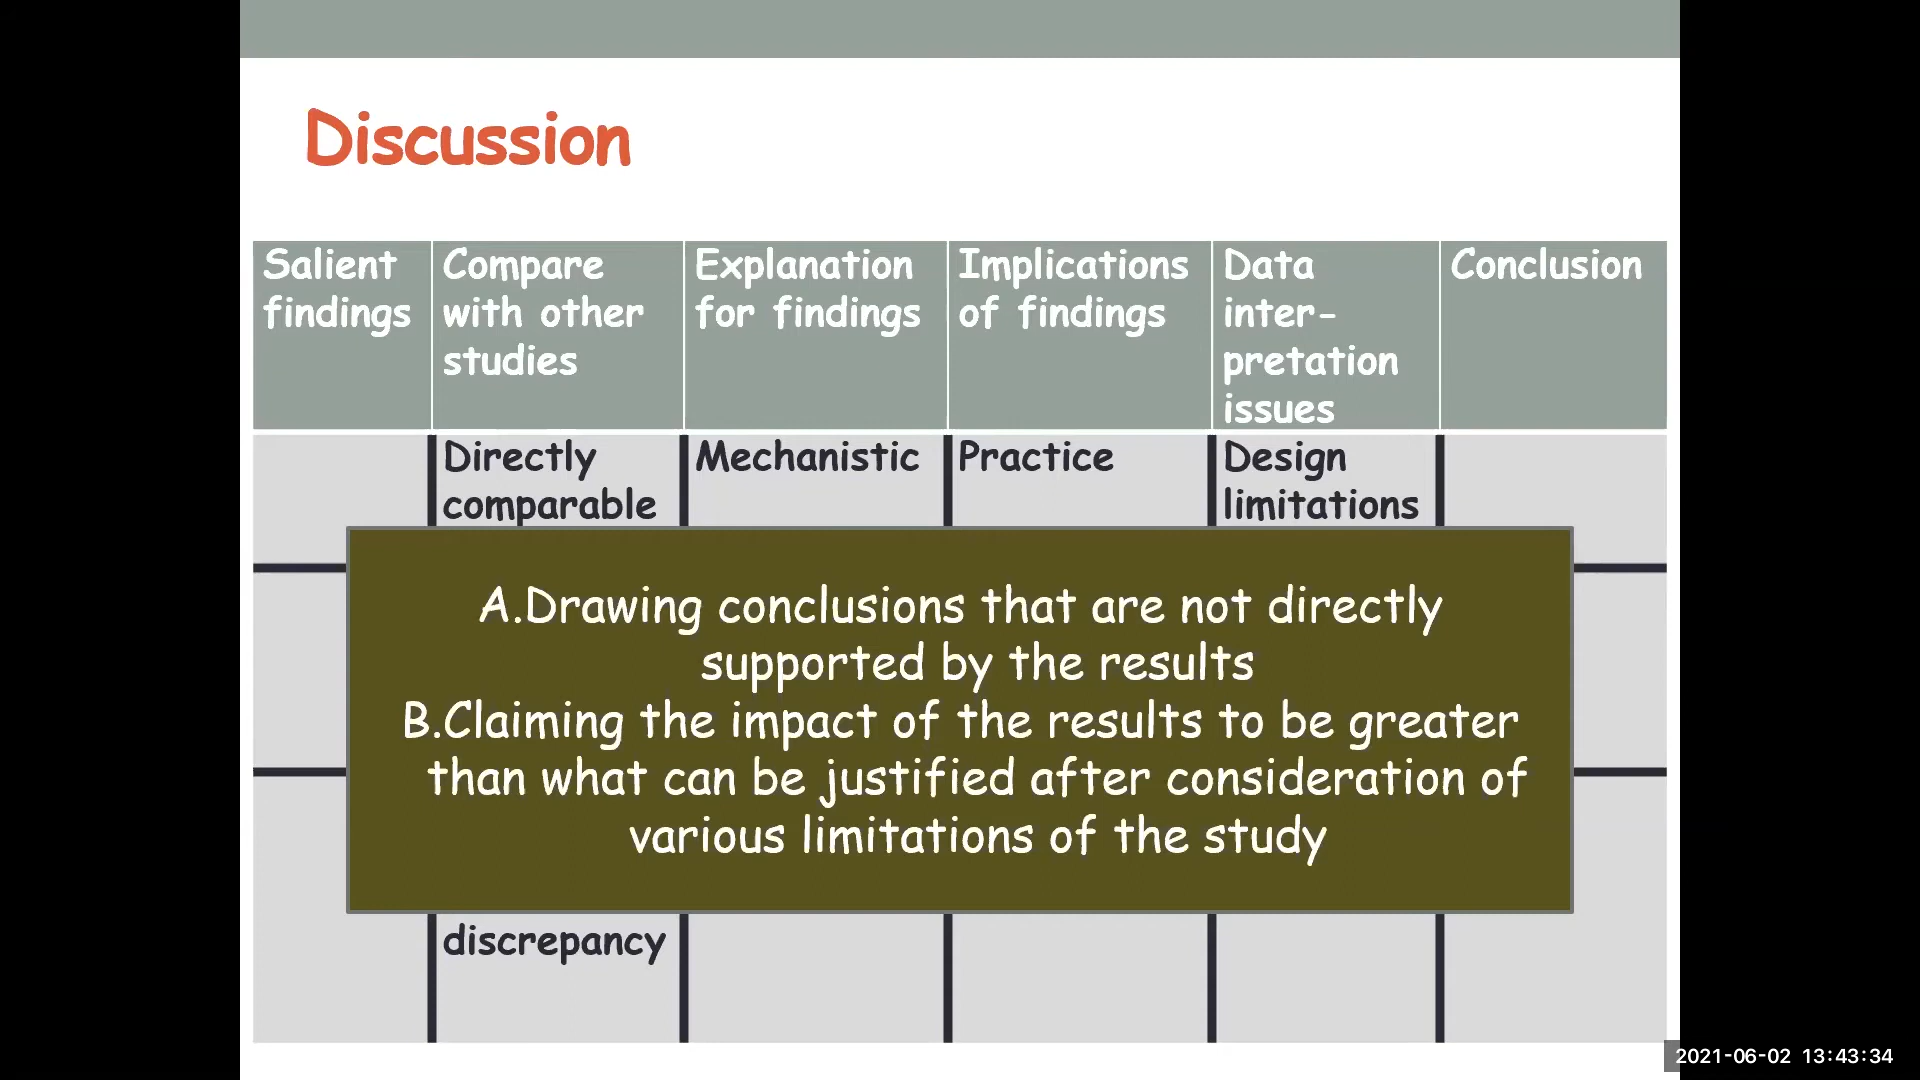 Discussion
Salient
findings
Compare
with other
studies
Explanation
for findings
Implications
of findings
Data
inter-
pretation
issues
Conclusion
Directly
comparable
Mechanistic
Practice
Design
limitations
A.Drawing conclusions that are not directly
supported by the results
B.Claiming the impact of the results to be greater
than what can be justified after consideration of
various limitations of the study
discrepancy
2021-06-02 13:43:34